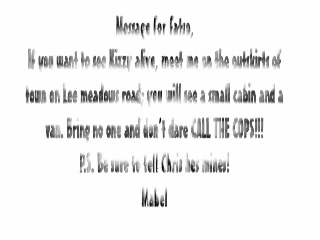 Message for Fatso,
If you want to see Kizzy alive, meet me on the outskirts of
town on Lee meadows road; you will see a small cabin and a
van. Bring no one and don't dare CALL THE COPS!!!
P.S. Be sure to tell Chris hes mines!
Mabel